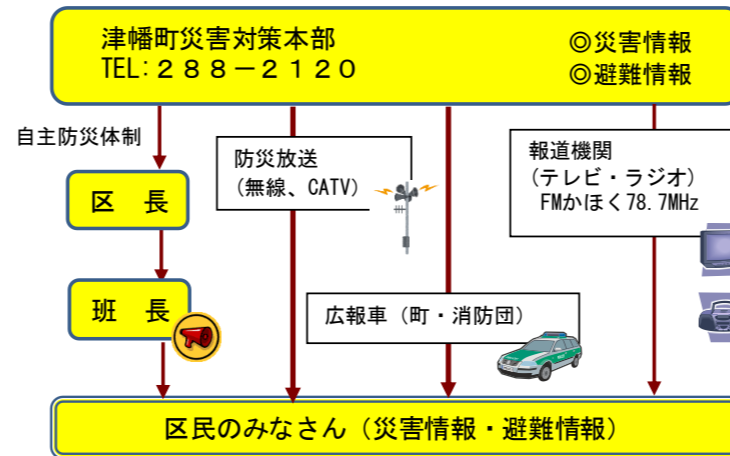 津幡町災害対策本部
TEL:２８８－２１２０
◎災害情報
◎避難情報
自主防災体制
区　長
班　長
防災放送
(無線、CATV)
広報車（町・消防団）
報道機関
(テレビ・ラジオ)
FMかほく78.7MHz
区民のみなさん（災害情報・避難情報）